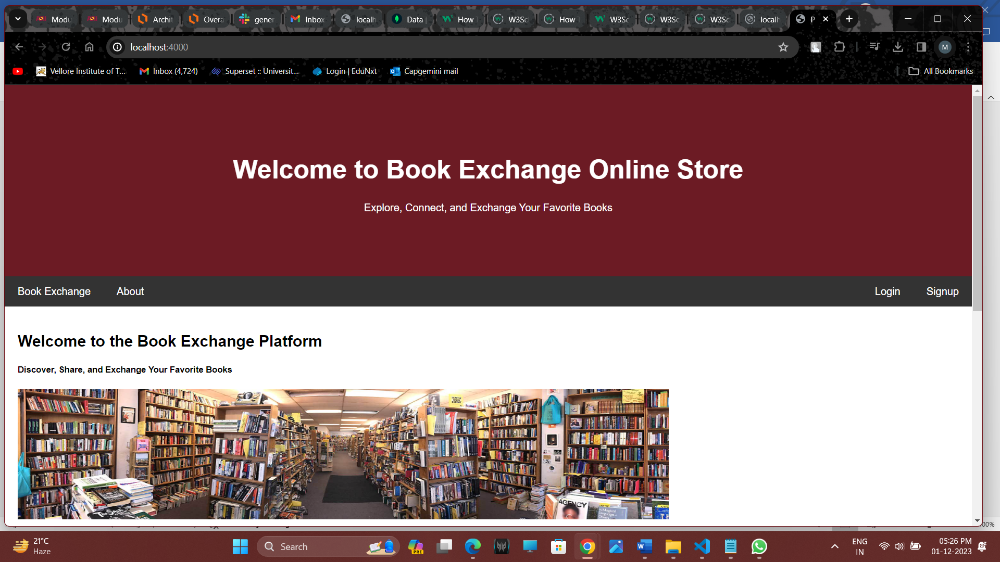 Modu
Modu
Archit
Overa
gener
Inbox
localh
Data |
How T
W3Sc
How T
W3Sc
W3Sc
W3Sc
localh
P
localhost:4000
M
Vellore Institute of T...
Inbox (4,724)
Superset :: Universit...
Login | EduNxt
Capgemini mail
All Bookmarks
Welcome to Book Exchange Online Store
Explore, Connect, and Exchange Your Favorite Books
Book Exchange
About
Login
Signup
Welcome to the Book Exchange Platform
Discover, Share, and Exchange Your Favorite Books
AGENCY
NEW
21°C
Haze
Search
PRE
ENG
IN
05:26 PM
01-12-2023